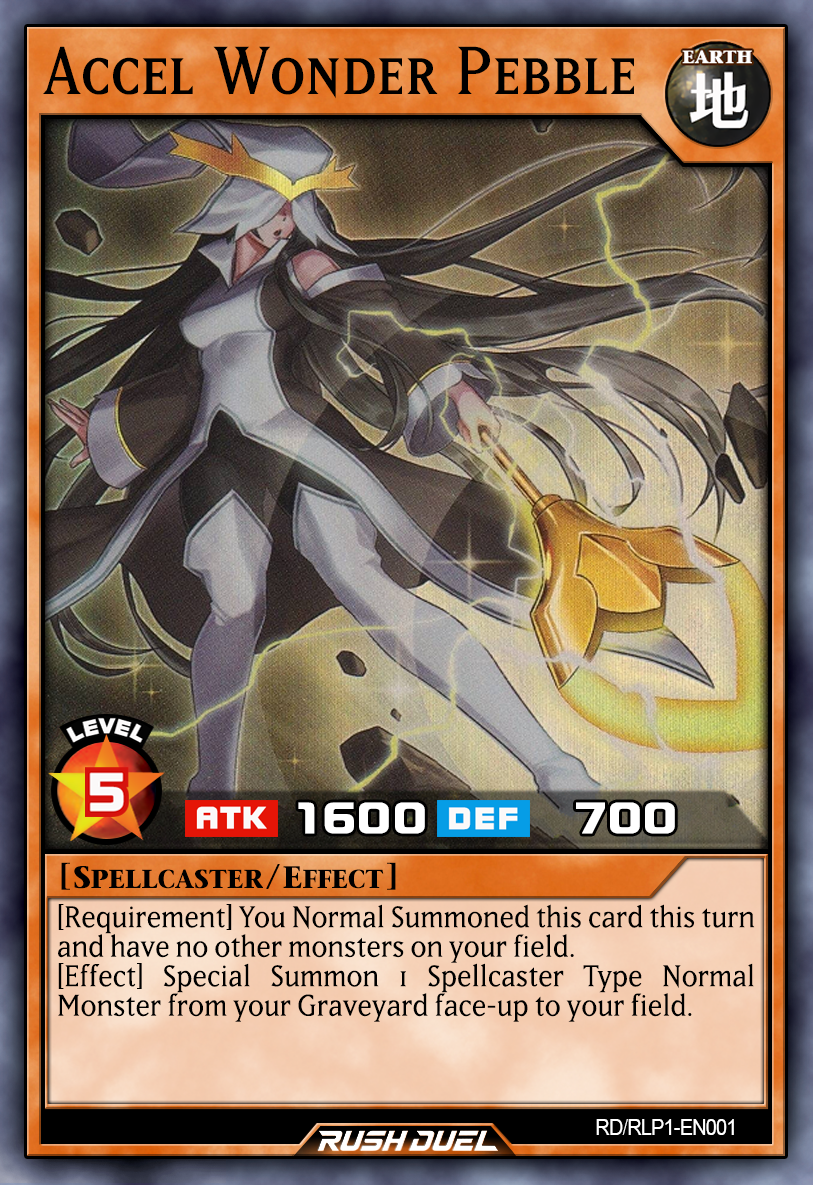 Accel Wonder Pebble
EARTH
地
LEVEL
5
ATK 1600 DEF 700
[Spellcaster/Effect]
[Requirement] You Normal Summoned this card this turn
and have no other monsters on your field.
[Effect] Special Summon 1 Spellcaster Type Normal
Monster from your Graveyard face-up to your field.
RD/RLP1-EN001
RUSH DUEL